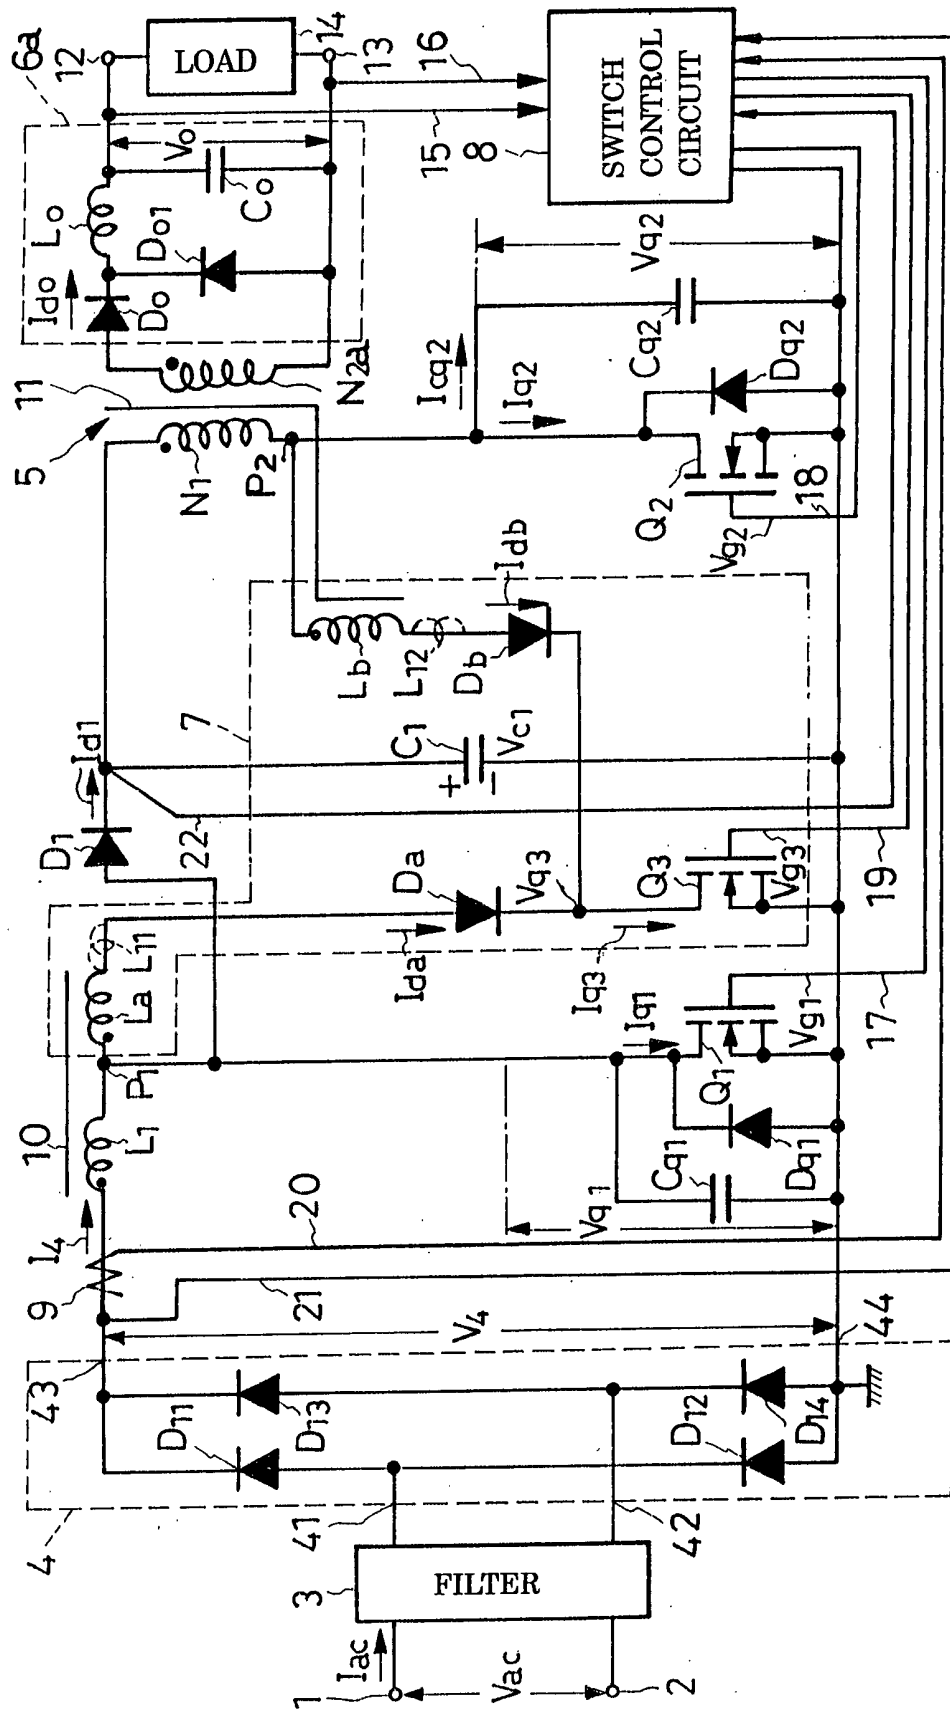 1
2
Iac
Vac
3
FILTER
41
42
4
D11
D13
D12
D14
43
44
V4
9
I4
20
21
10
L1
P1
La
L11
Vq1
Cq1
Dq1
Iq1
Q1
Vg1
17
D1
Id1
22
7
Da
Ida
Vq3
Iq3
Q3
Vg3
19
C1
+
−
Vc1
Lb
L12
Db
Idb
5
11
N1
P2
N2a
Icq2
Iq2
Q2
Vg2
18
Dq2
Cq2
Vq2
6a
Ido
Do
Lo
Do1
Co
Vo
12
LOAD
14
13
15
16
8
SWITCH
CONTROL
CIRCUIT